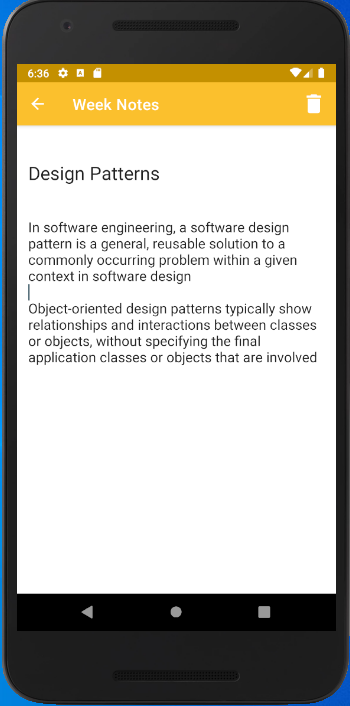 6:36
Week Notes
Design Patterns
In software engineering, a software design
pattern is a general, reusable solution to a
commonly occurring problem within a given
context in software design
Object-oriented design patterns typically show
relationships and interactions between classes
or objects, without specifying the final
application classes or objects that are involved